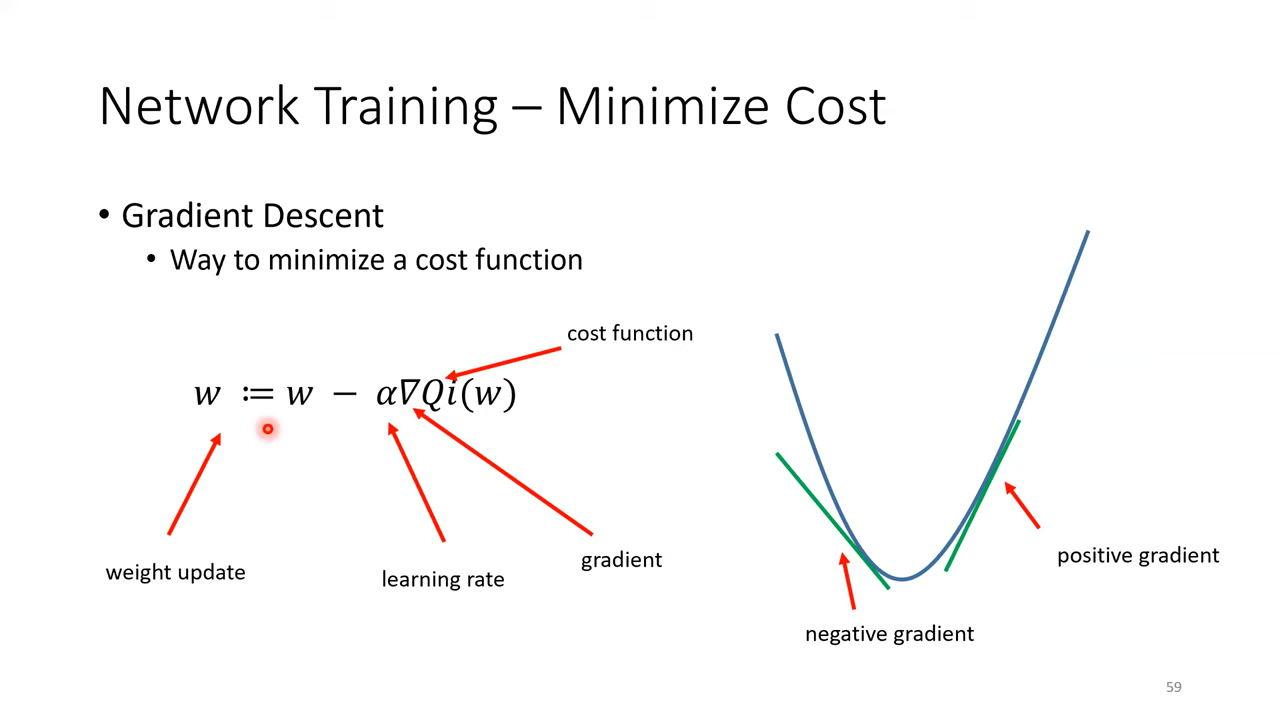 Network Training – Minimize Cost
• Gradient Descent
• Way to minimize a cost function
cost function
w ≔ w − α∇Qi(w)
weight update
learning rate
gradient
positive gradient
negative gradient
59